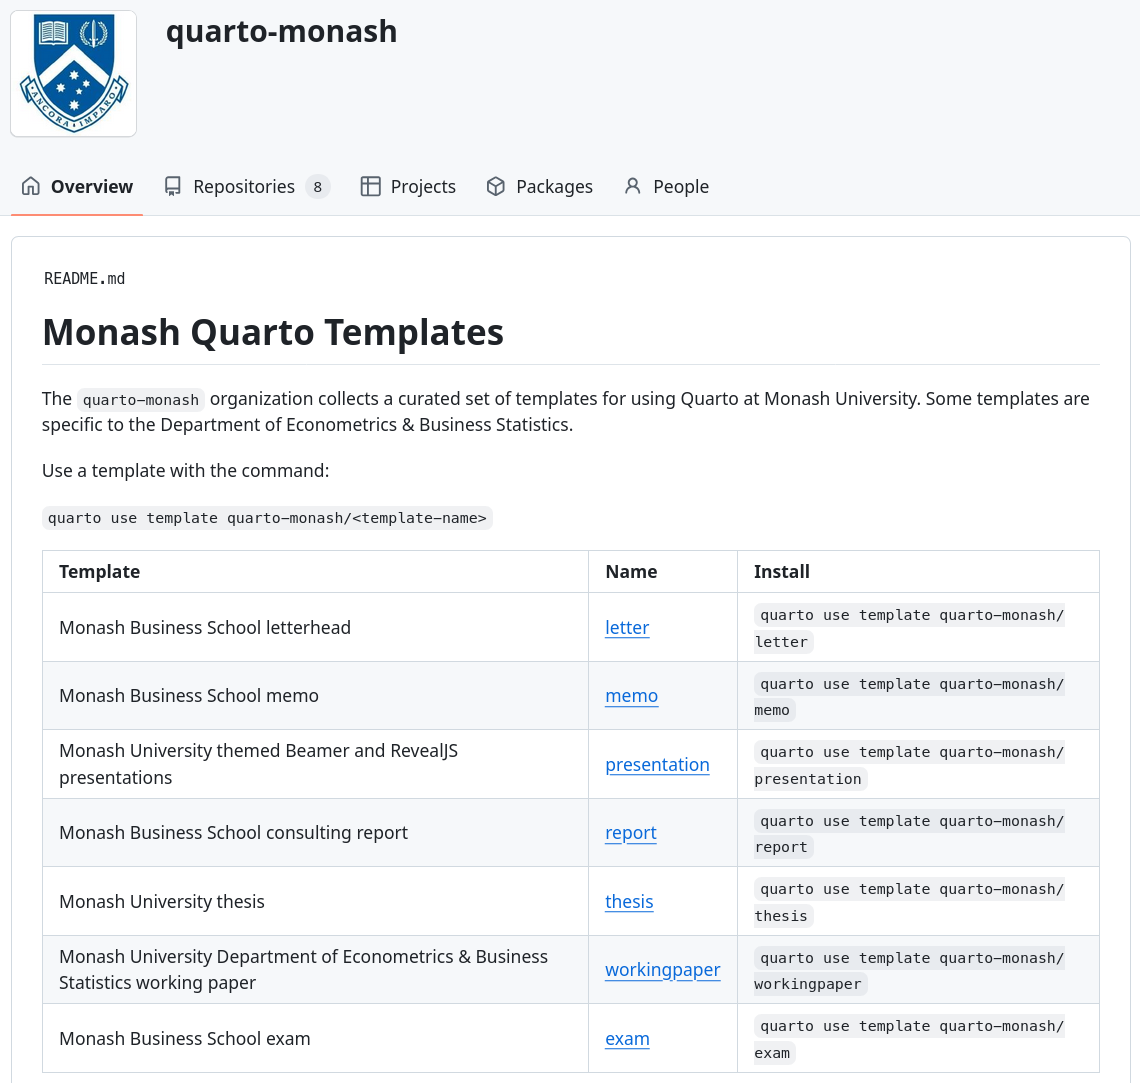 ANCORA IMPARO
quarto-monash
Overview
Repositories 8
Projects
Packages
People
README.md
Monash Quarto Templates
The quarto-monash organization collects a curated set of templates for using Quarto at Monash University. Some templates are
specific to the Department of Econometrics & Business Statistics.
Use a template with the command:
quarto use template quarto-monash/<template-name>
Template Name Install
Monash Business School letterhead
letter
quarto use template quarto-monash/
letter
Monash Business School memo
memo
quarto use template quarto-monash/
memo
Monash University themed Beamer and RevealJS
presentations
presentation
quarto use template quarto-monash/
presentation
Monash Business School consulting report
report
quarto use template quarto-monash/
report
Monash University thesis
thesis
quarto use template quarto-monash/
thesis
Monash University Department of Econometrics & Business
Statistics working paper
workingpaper
quarto use template quarto-monash/
workingpaper
Monash Business School exam
exam
quarto use template quarto-monash/
exam